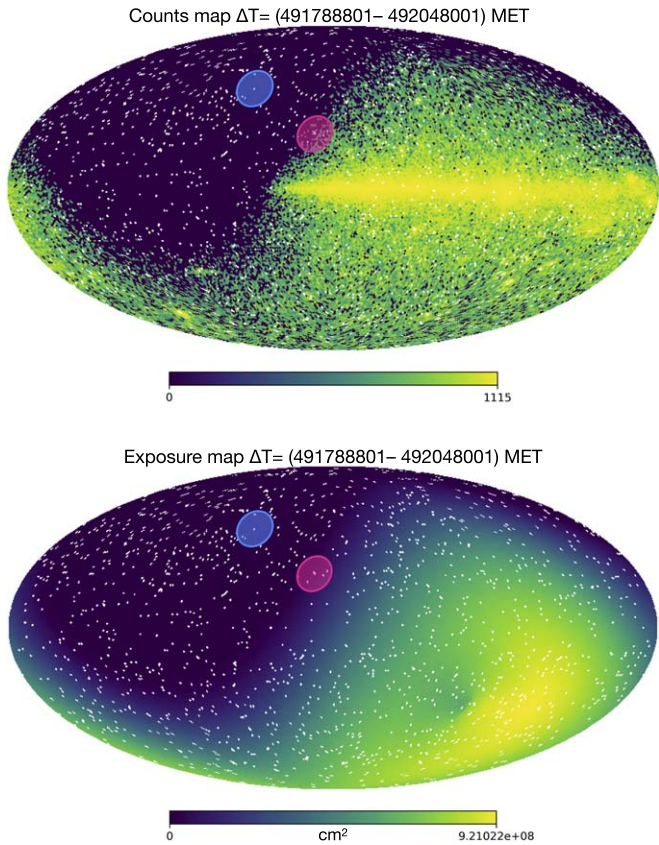 Counts map ΔT= (491788801– 492048001) MET
0 1115
Exposure map ΔT= (491788801– 492048001) MET
0 cm² 9.21022e+08